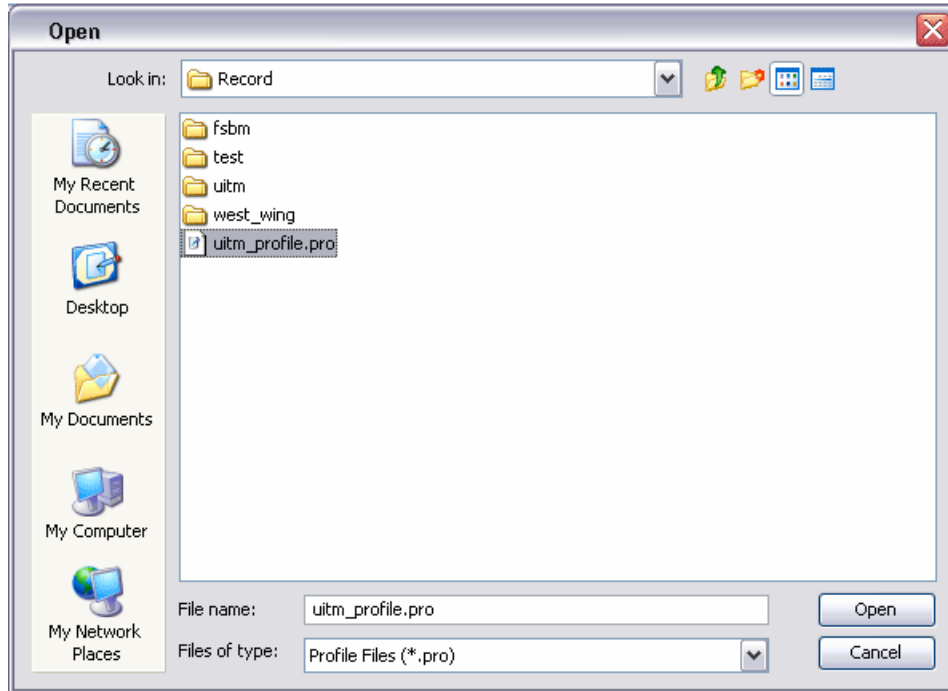 Open
Look in: Record
fsbm
test
uitm
west_wing
uitm_profile.pro
My Recent
Documents
Desktop
My Documents
My Computer
My Network
Places
File name: uitm_profile.pro Open
Files of type: Profile Files (*.pro) Cancel